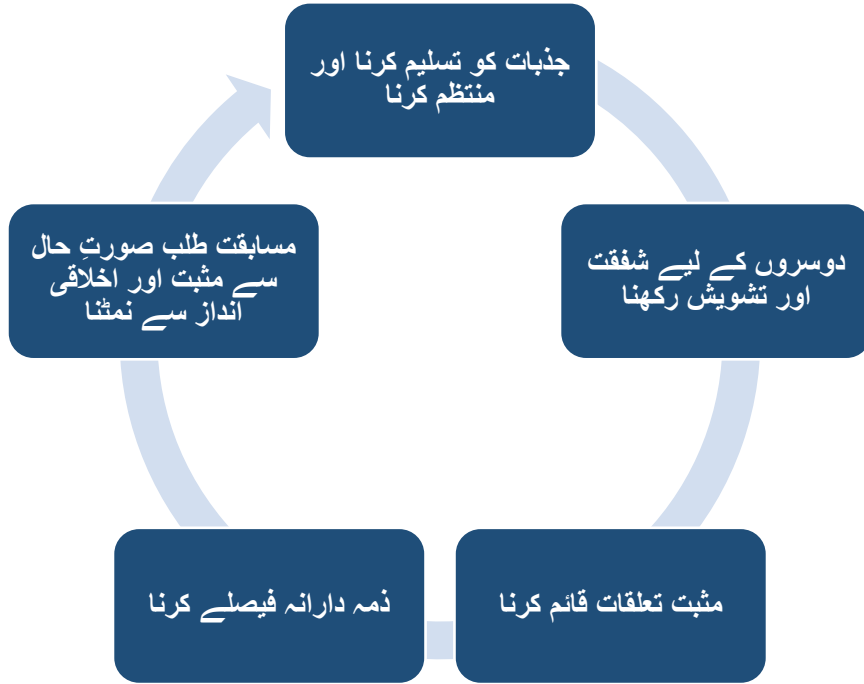 جذبات کو تسلیم کرنا اور
منتظم کرنا
دوسروں کے لیے شفقت
اور تشویش رکھنا
مثبت تعلقات قائم کرنا
ذمہ دارانہ فیصلے کرنا
مسابقت طلب صورتِ حال
سے مثبت اور اخلاقی
انداز سے نمٹنا